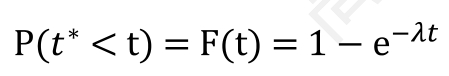 P(t* < t) = F(t) = 1 − e^{−λt}